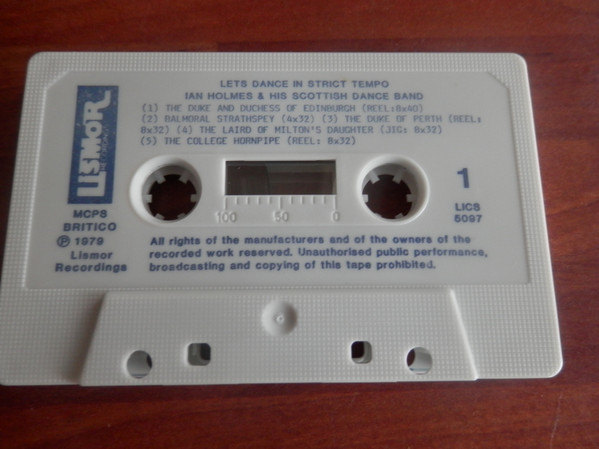 LETS DANCE IN STRICT TEMPO
IAN HOLMES & HIS SCOTTISH DANCE BAND
(1) THE DUKE AND DUCHESS OF EDINBURGH (REEL:8x40)
(2) BALMORAL STRATHSPEY (4x32) (3) THE DUKE OF PERTH (REEL:
8x32) (4) THE LAIRD OF MILTON'S DAUGHTER (JIG: 8x32)
(5) THE COLLEGE HORNPIPE (REEL: 8x32)
LISMOR
RECORDINGS
MCPS
BRITICO
℗ 1979
Lismor
Recordings
1
LICS
5097
100 50 0
All rights of the manufacturers and of the owners of the
recorded work reserved. Unauthorised public performance,
broadcasting and copying of this tape prohibited.